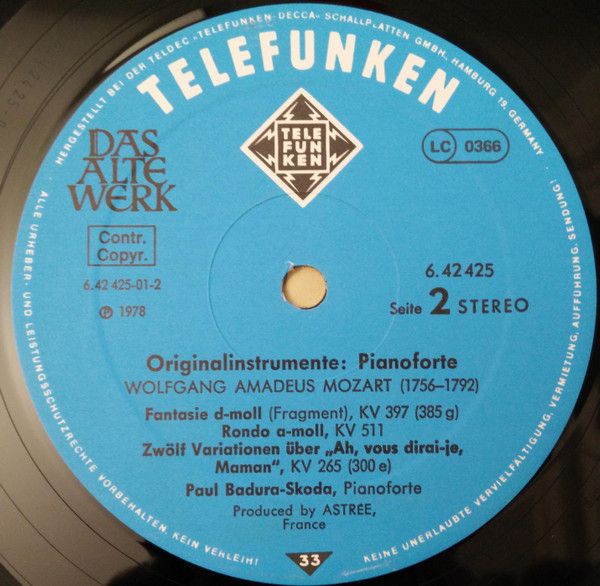 HERGESTELLT BEI DER TELDEC »TELEFUNKEN-DECCA« SCHALLPLATTEN GMBH., HAMBURG 19, GERMANY
TELEFUNKEN
TELE
FUN
KEN
LC 0366
DAS
ALTE
WERK
Contr.
Copyr.
6.42 425-01-2
Ⓟ 1978
6.42 425
Seite 2 STEREO
Originalinstrumente: Pianoforte
WOLFGANG AMADEUS MOZART (1756–1792)
Fantasie d-moll (Fragment), KV 397 (385 g)
Rondo a-moll, KV 511
Zwölf Variationen über „Ah, vous dirai-je,
Maman“, KV 265 (300 e)
Paul Badura-Skoda, Pianoforte
Produced by ASTRÉE,
France
33
ALLE URHEBER- UND LEISTUNGSSCHUTZRECHTE VORBEHALTEN. KEIN VERLEIH!
KEINE UNERLAUBTE VERVIELFÄLTIGUNG, VERMIETUNG, AUFFÜHRUNG, SENDUNG!